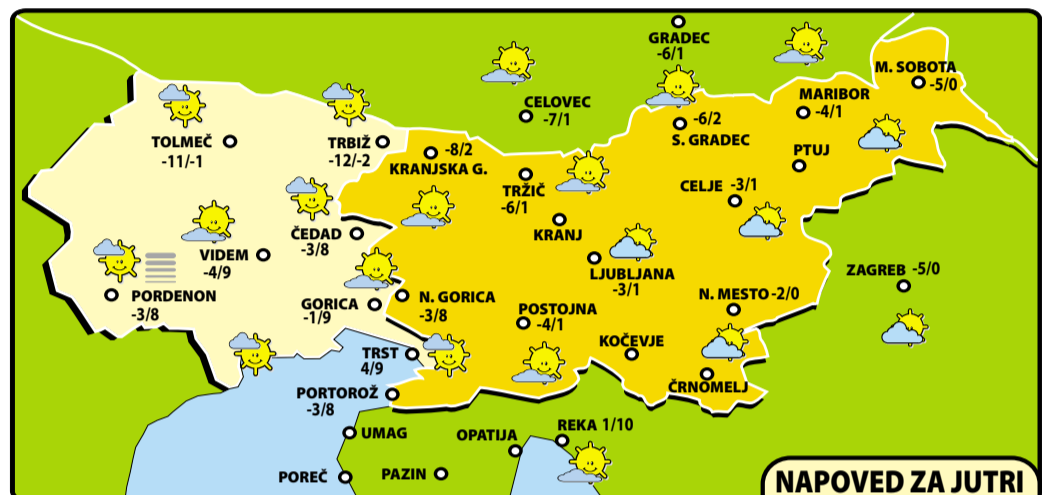 GRADEC
-6/1
M. SOBOTA
-5/0
CELOVEC
-7/1
MARIBOR
-4/1
-6/2
S. GRADEC
TOLMEČ
-11/-1
TRBIŽ
-12/-2
-8/2
KRANJSKA G.
PTUJ
TRŽIČ
-6/1
CELJE -3/1
KRANJ
ČEDAD
-3/8
VIDEM
-4/9
LJUBLJANA
-3/1
ZAGREB -5/0
PORDENON
-3/8
GORICA
-1/9
N. GORICA
-3/8
N. MESTO -2/0
POSTOJNA
-4/1
KOČEVJE
TRST
4/9
ČRNOMELJ
PORTOROŽ
-3/8
UMAG
OPATIJA
REKA 1/10
POREČ
PAZIN
NAPOVED ZA JUTRI